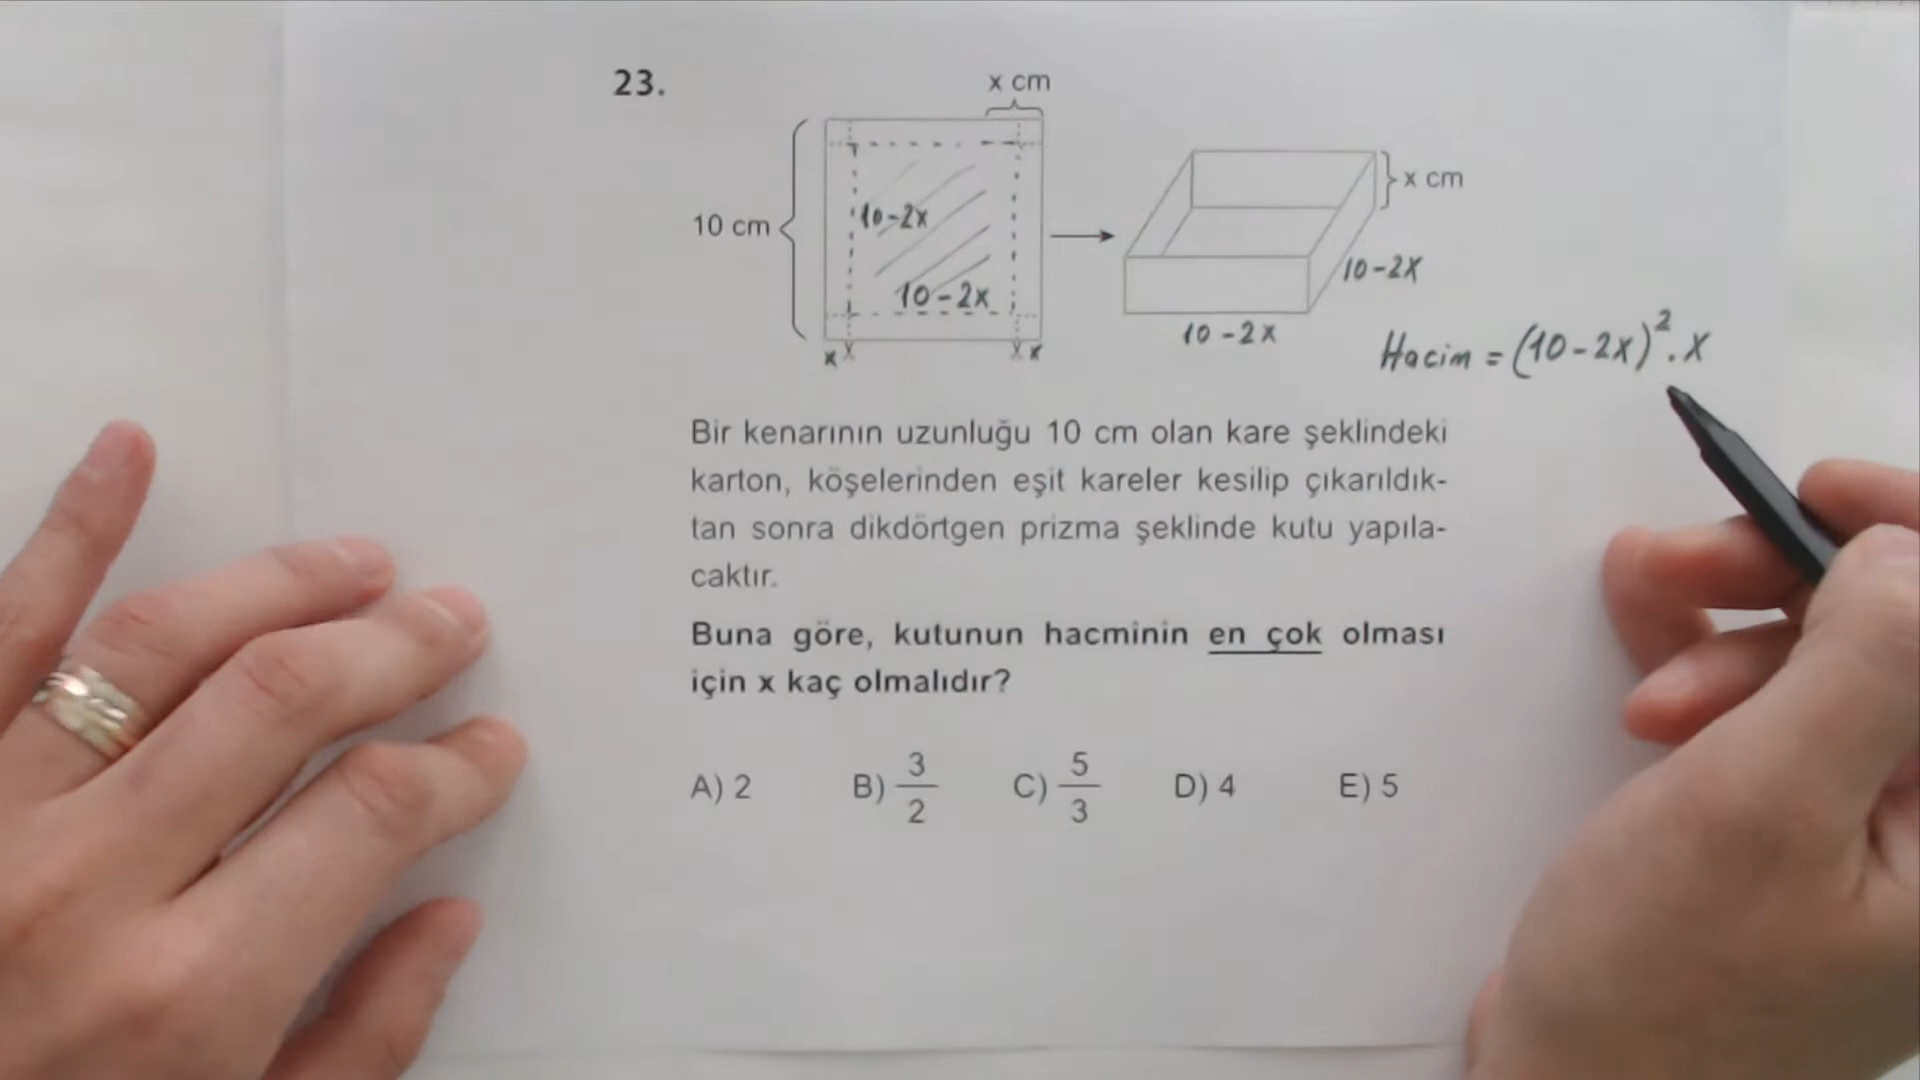 23.
x cm
10 cm
10-2x
10-2x
x x x x
x cm
10-2x
10-2x
Hacim = (10-2x)².x
Bir kenarının uzunluğu 10 cm olan kare şeklindeki
karton, köşelerinden eşit kareler kesilip çıkarıldık-
tan sonra dikdörtgen prizma şeklinde kutu yapıla-
caktır.
Buna göre, kutunun hacminin en çok olması
için x kaç olmalıdır?
A) 2 B) 3/2 C) 5/3 D) 4 E) 5